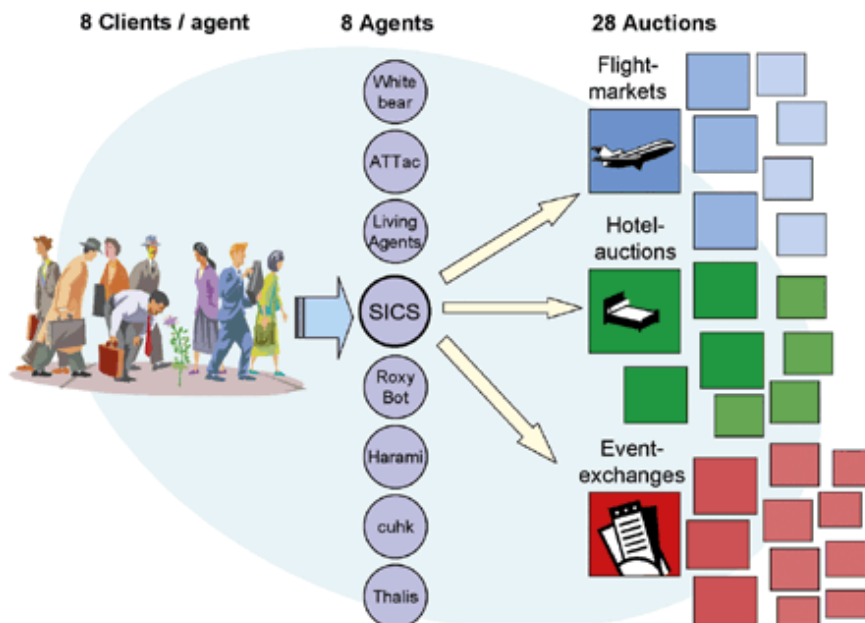 8 Clients / agent
8 Agents
28 Auctions
White
bear
ATTac
Living
Agents
SICS
Roxy
Bot
Harami
cuhk
Thalis
Flight-
markets
Hotel-
auctions
Event-
exchanges